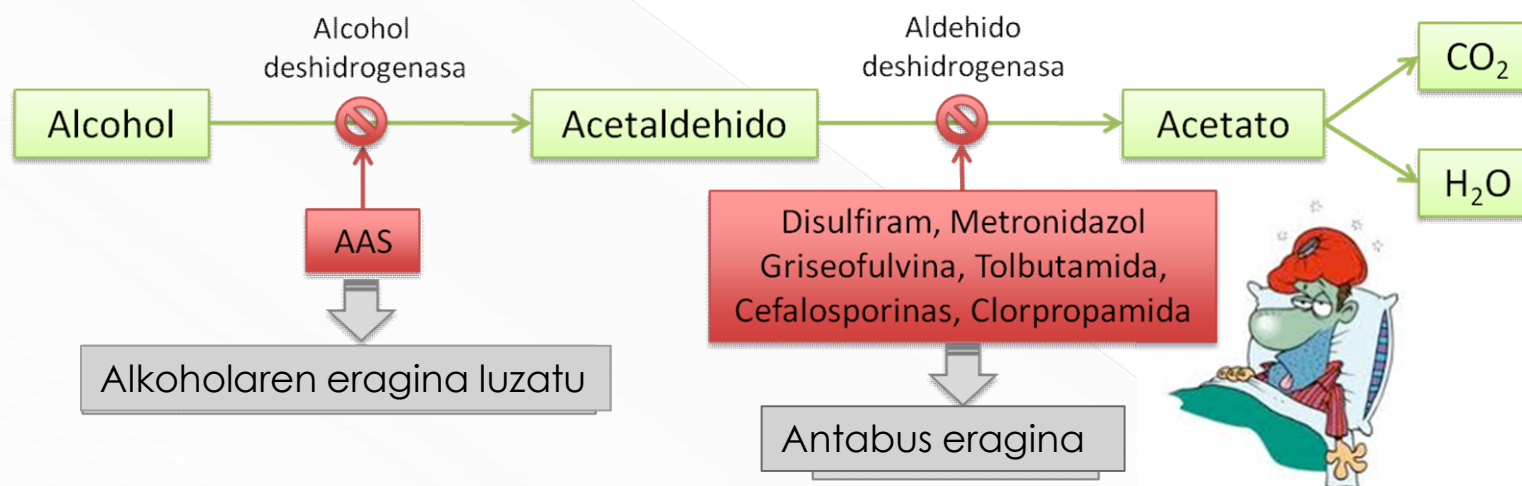 Alcohol
deshidrogenasa
Aldehido
deshidrogenasa
Alcohol
Acetaldehido
Acetato
CO₂
H₂O
AAS
Disulfiram, Metronidazol
Griseofulvina, Tolbutamida,
Cefalosporinas, Clorpropamida
Alkoholaren eragina luzatu
Antabus eragina